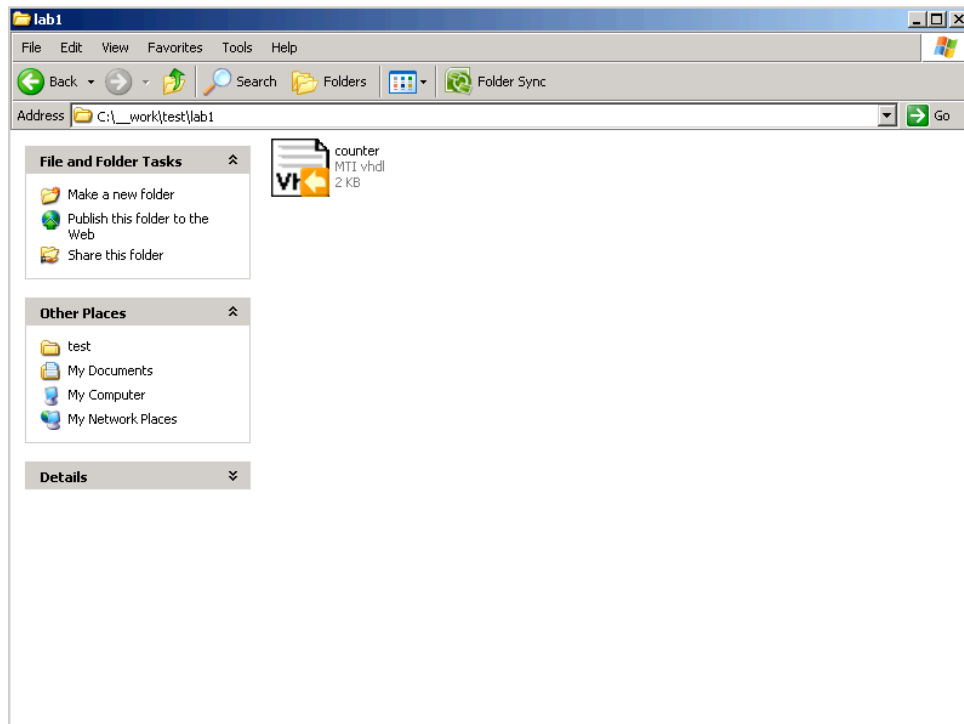 lab1
File Edit View Favorites Tools Help
Back Search Folders Folder Sync
Address C:\__work\test\lab1 Go
File and Folder Tasks
Make a new folder
Publish this folder to the
Web
Share this folder
Other Places
test
My Documents
My Computer
My Network Places
Details
counter
MTI vhdl
2 KB